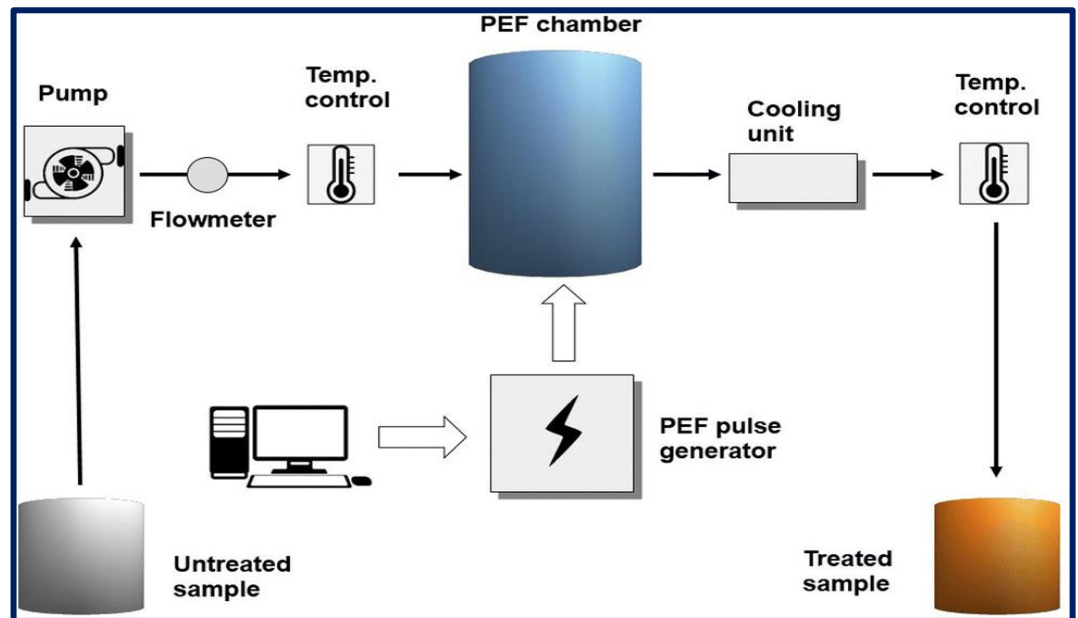 PEF chamber
Temp.
control
Pump
Cooling
unit
Temp.
control
Flowmeter
PEF pulse
generator
Untreated
sample
Treated
sample